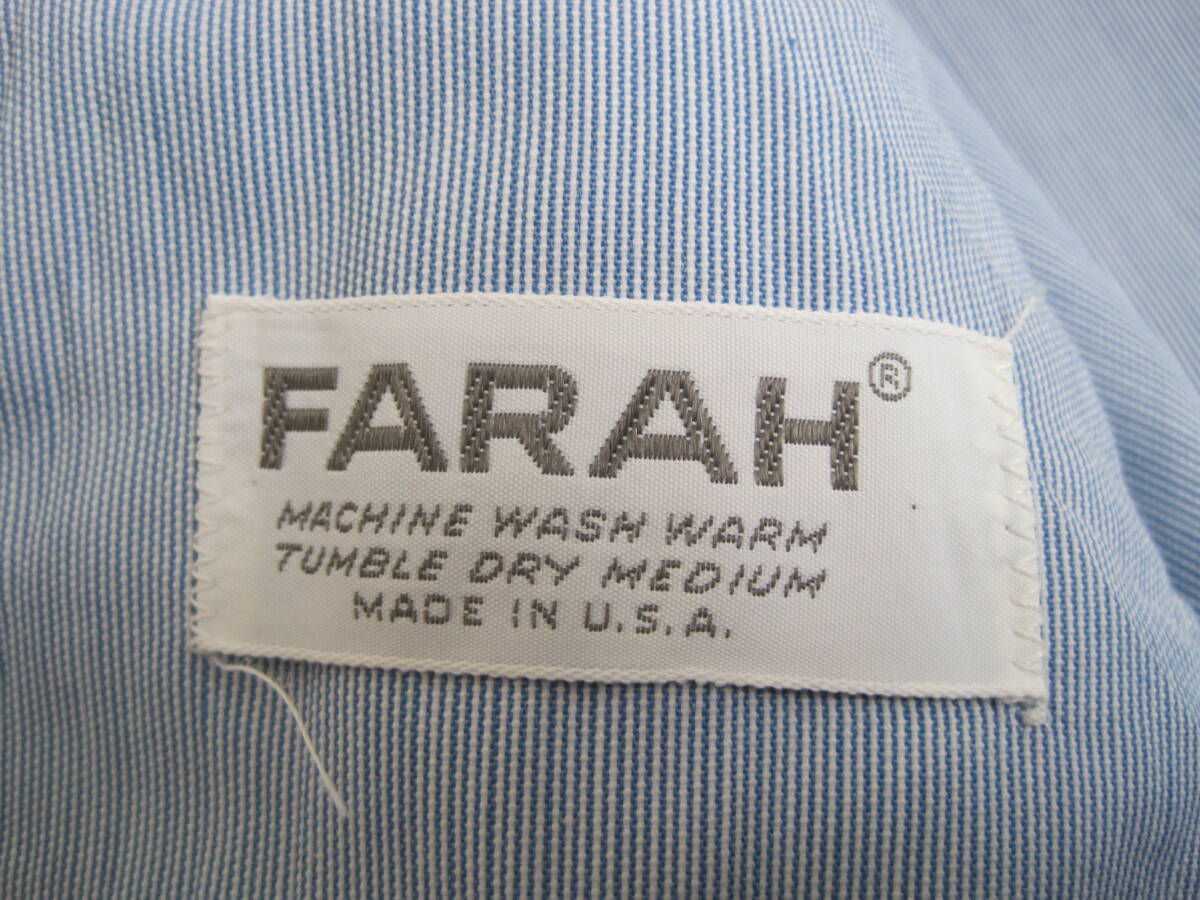 FARAH®
MACHINE WASH WARM
TUMBLE DRY MEDIUM
MADE IN U.S.A.